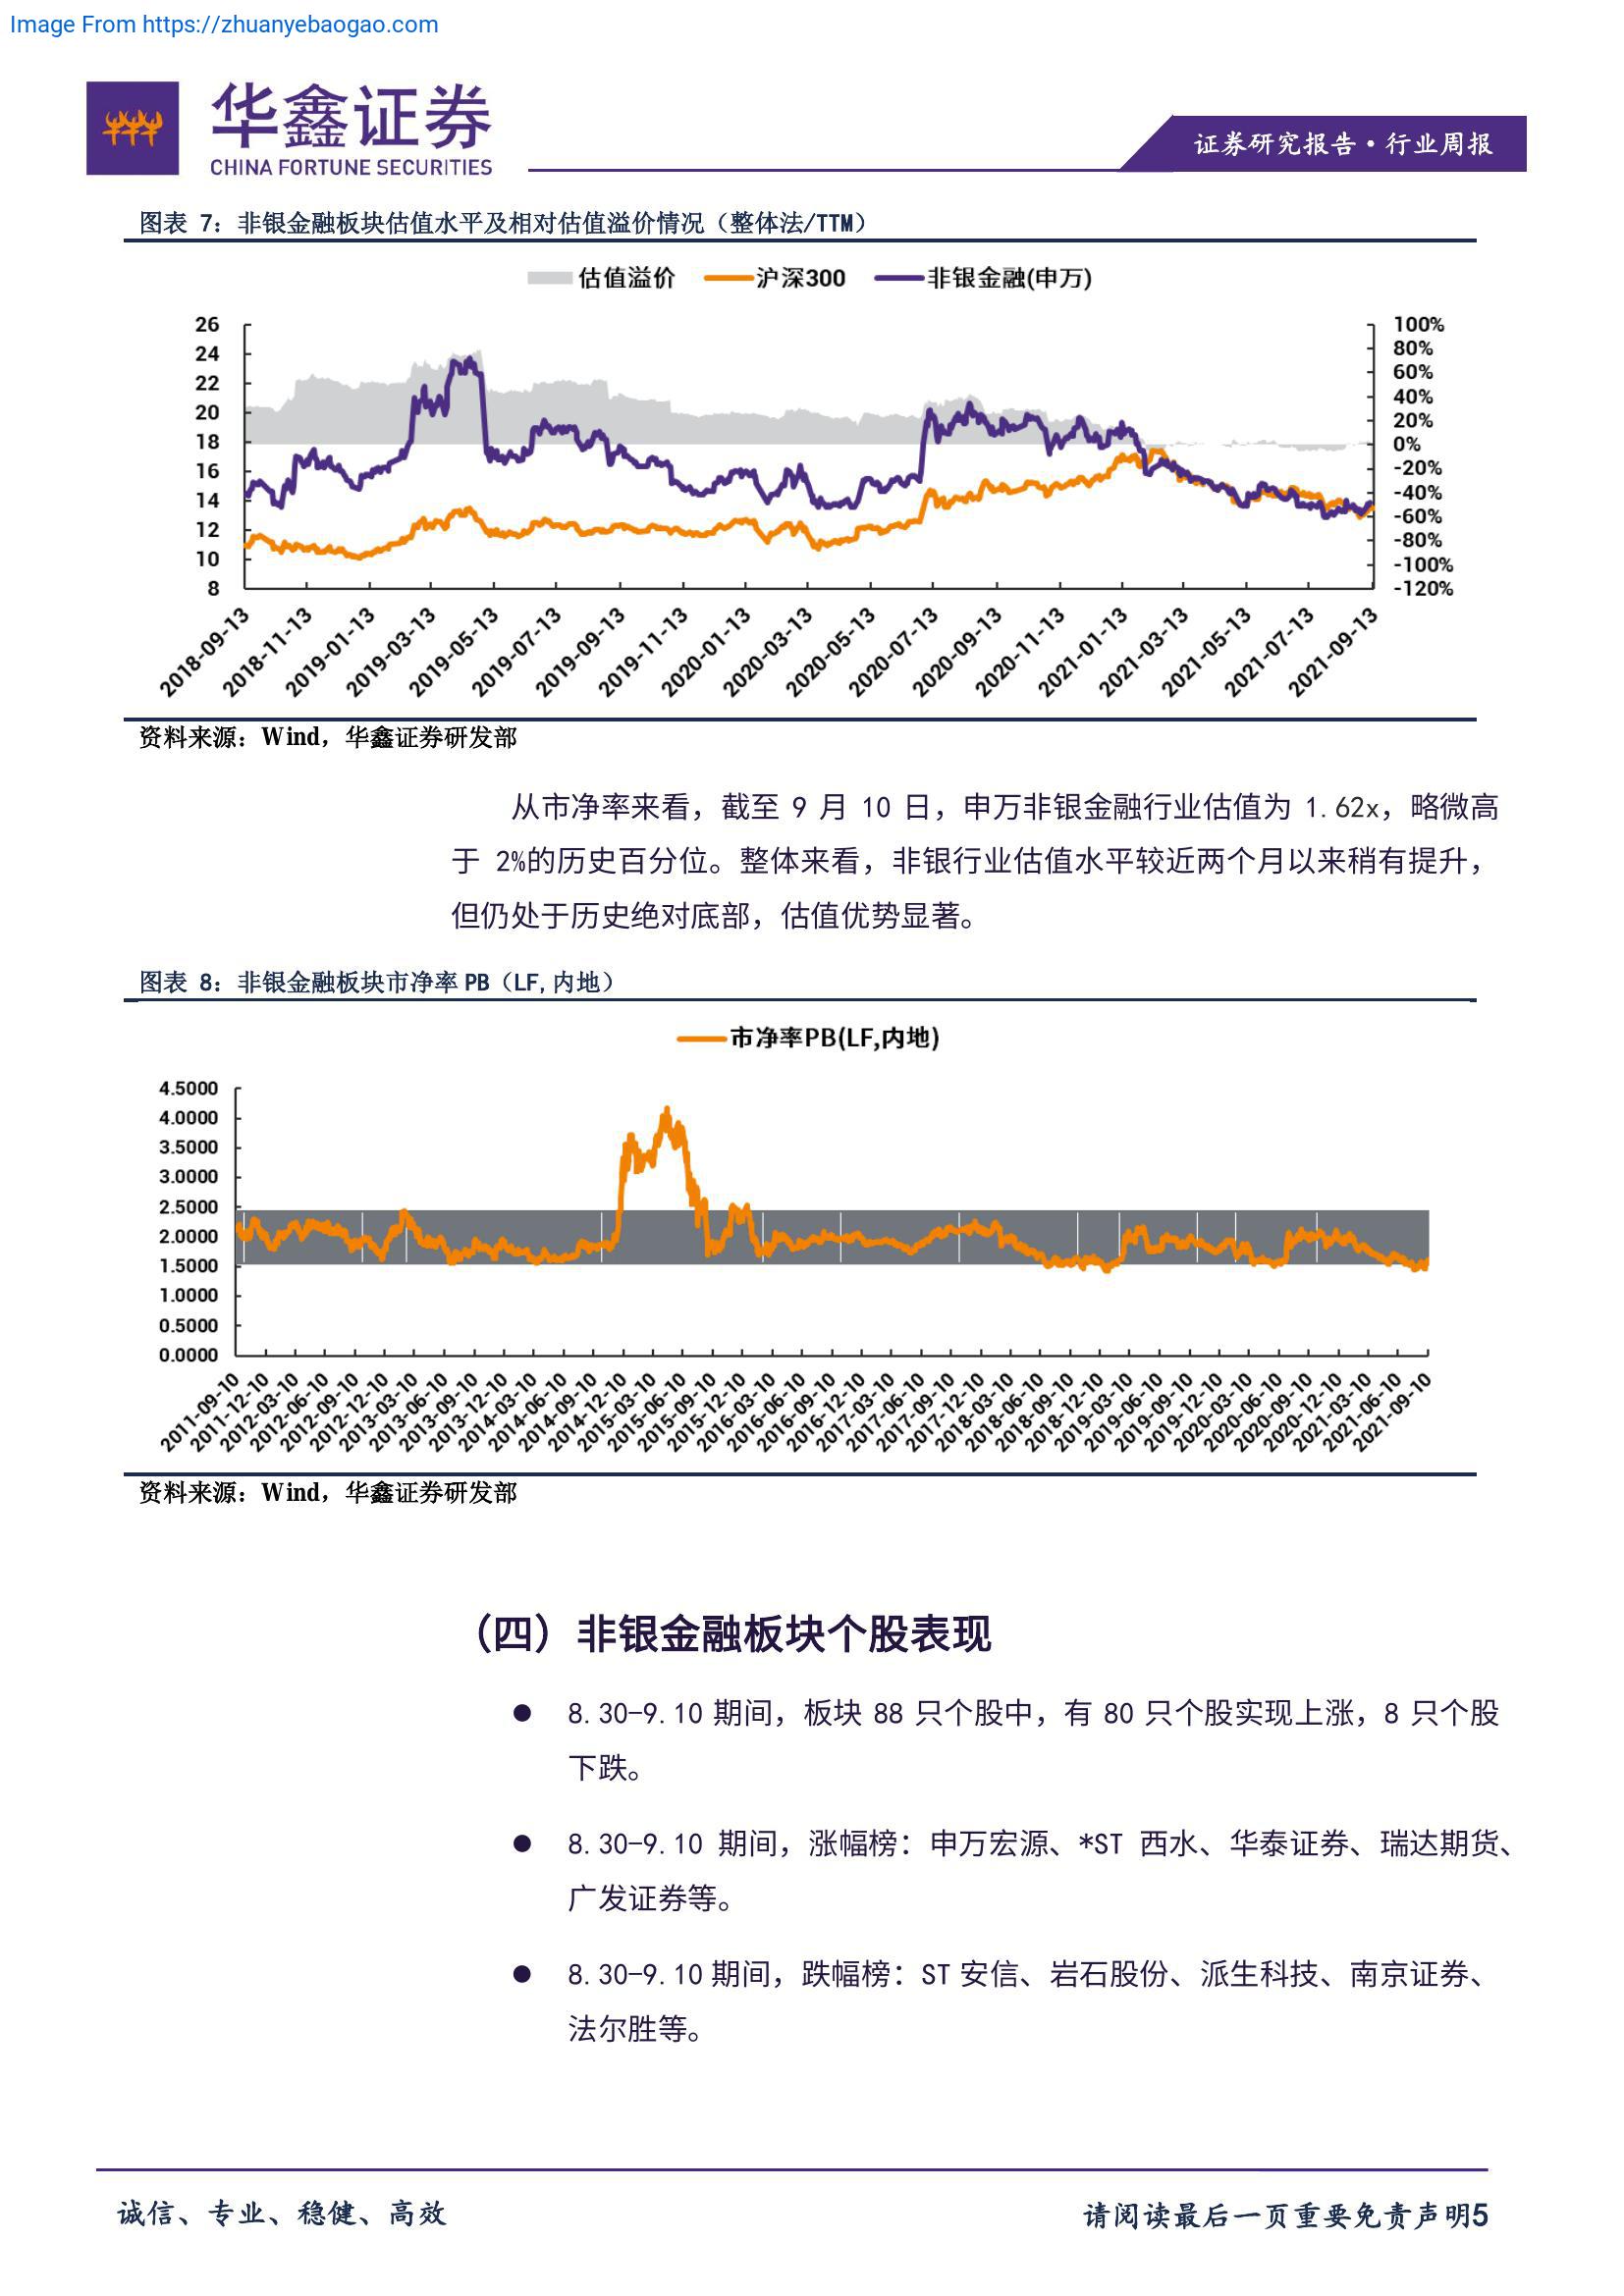 Image From https://zhuanyebaogao.com
华鑫证券
CHINA FORTUNE SECURITIES
证券研究报告·行业周报
图表 7：非银金融板块估值水平及相对估值溢价情况（整体法/TTM）
估值溢价 沪深300 非银金融(申万)
26 100%
24 80%
22 60%
20 40%
18 20%
16 0%
14 -20%
12 -40%
10 -60%
8 -80%
-100%
-120%
2018-09-13 2018-11-13 2019-01-13 2019-03-13 2019-05-13 2019-07-13 2019-09-13 2019-11-13 2020-01-13 2020-03-13 2020-05-13 2020-07-13 2020-09-13 2020-11-13 2021-01-13 2021-03-13 2021-05-13 2021-07-13 2021-09-13
资料来源：Wind，华鑫证券研发部
从市净率来看，截至 9 月 10 日，申万非银金融行业估值为 1.62x，略微高
于 2%的历史百分位。整体来看，非银行业估值水平较近两个月以来稍有提升，
但仍处于历史绝对底部，估值优势显著。
图表 8：非银金融板块市净率 PB（LF,内地）
市净率PB(LF,内地)
4.5000
4.0000
3.5000
3.0000
2.5000
2.0000
1.5000
1.0000
0.5000
0.0000
2011-09-10 2011-12-10 2012-03-10 2012-06-10 2012-09-10 2012-12-10 2013-03-10 2013-06-10 2013-09-10 2013-12-10 2014-03-10 2014-06-10 2014-09-10 2014-12-10 2015-03-10 2015-06-10 2015-09-10 2015-12-10 2016-03-10 2016-06-10 2016-09-10 2016-12-10 2017-03-10 2017-06-10 2017-09-10 2017-12-10 2018-03-10 2018-06-10 2018-09-10 2018-12-10 2019-03-10 2019-06-10 2019-09-10 2019-12-10 2020-03-10 2020-06-10 2020-09-10 2020-12-10 2021-03-10 2021-06-10 2021-09-10
资料来源：Wind，华鑫证券研发部
（四）非银金融板块个股表现
● 8.30-9.10 期间，板块 88 只个股中，有 80 只个股实现上涨，8 只个股
下跌。
● 8.30-9.10 期间，涨幅榜：申万宏源、*ST 西水、华泰证券、瑞达期货、
广发证券等。
● 8.30-9.10 期间，跌幅榜：ST 安信、岩石股份、派生科技、南京证券、
法尔胜等。
诚信、专业、稳健、高效
请阅读最后一页重要免责声明5